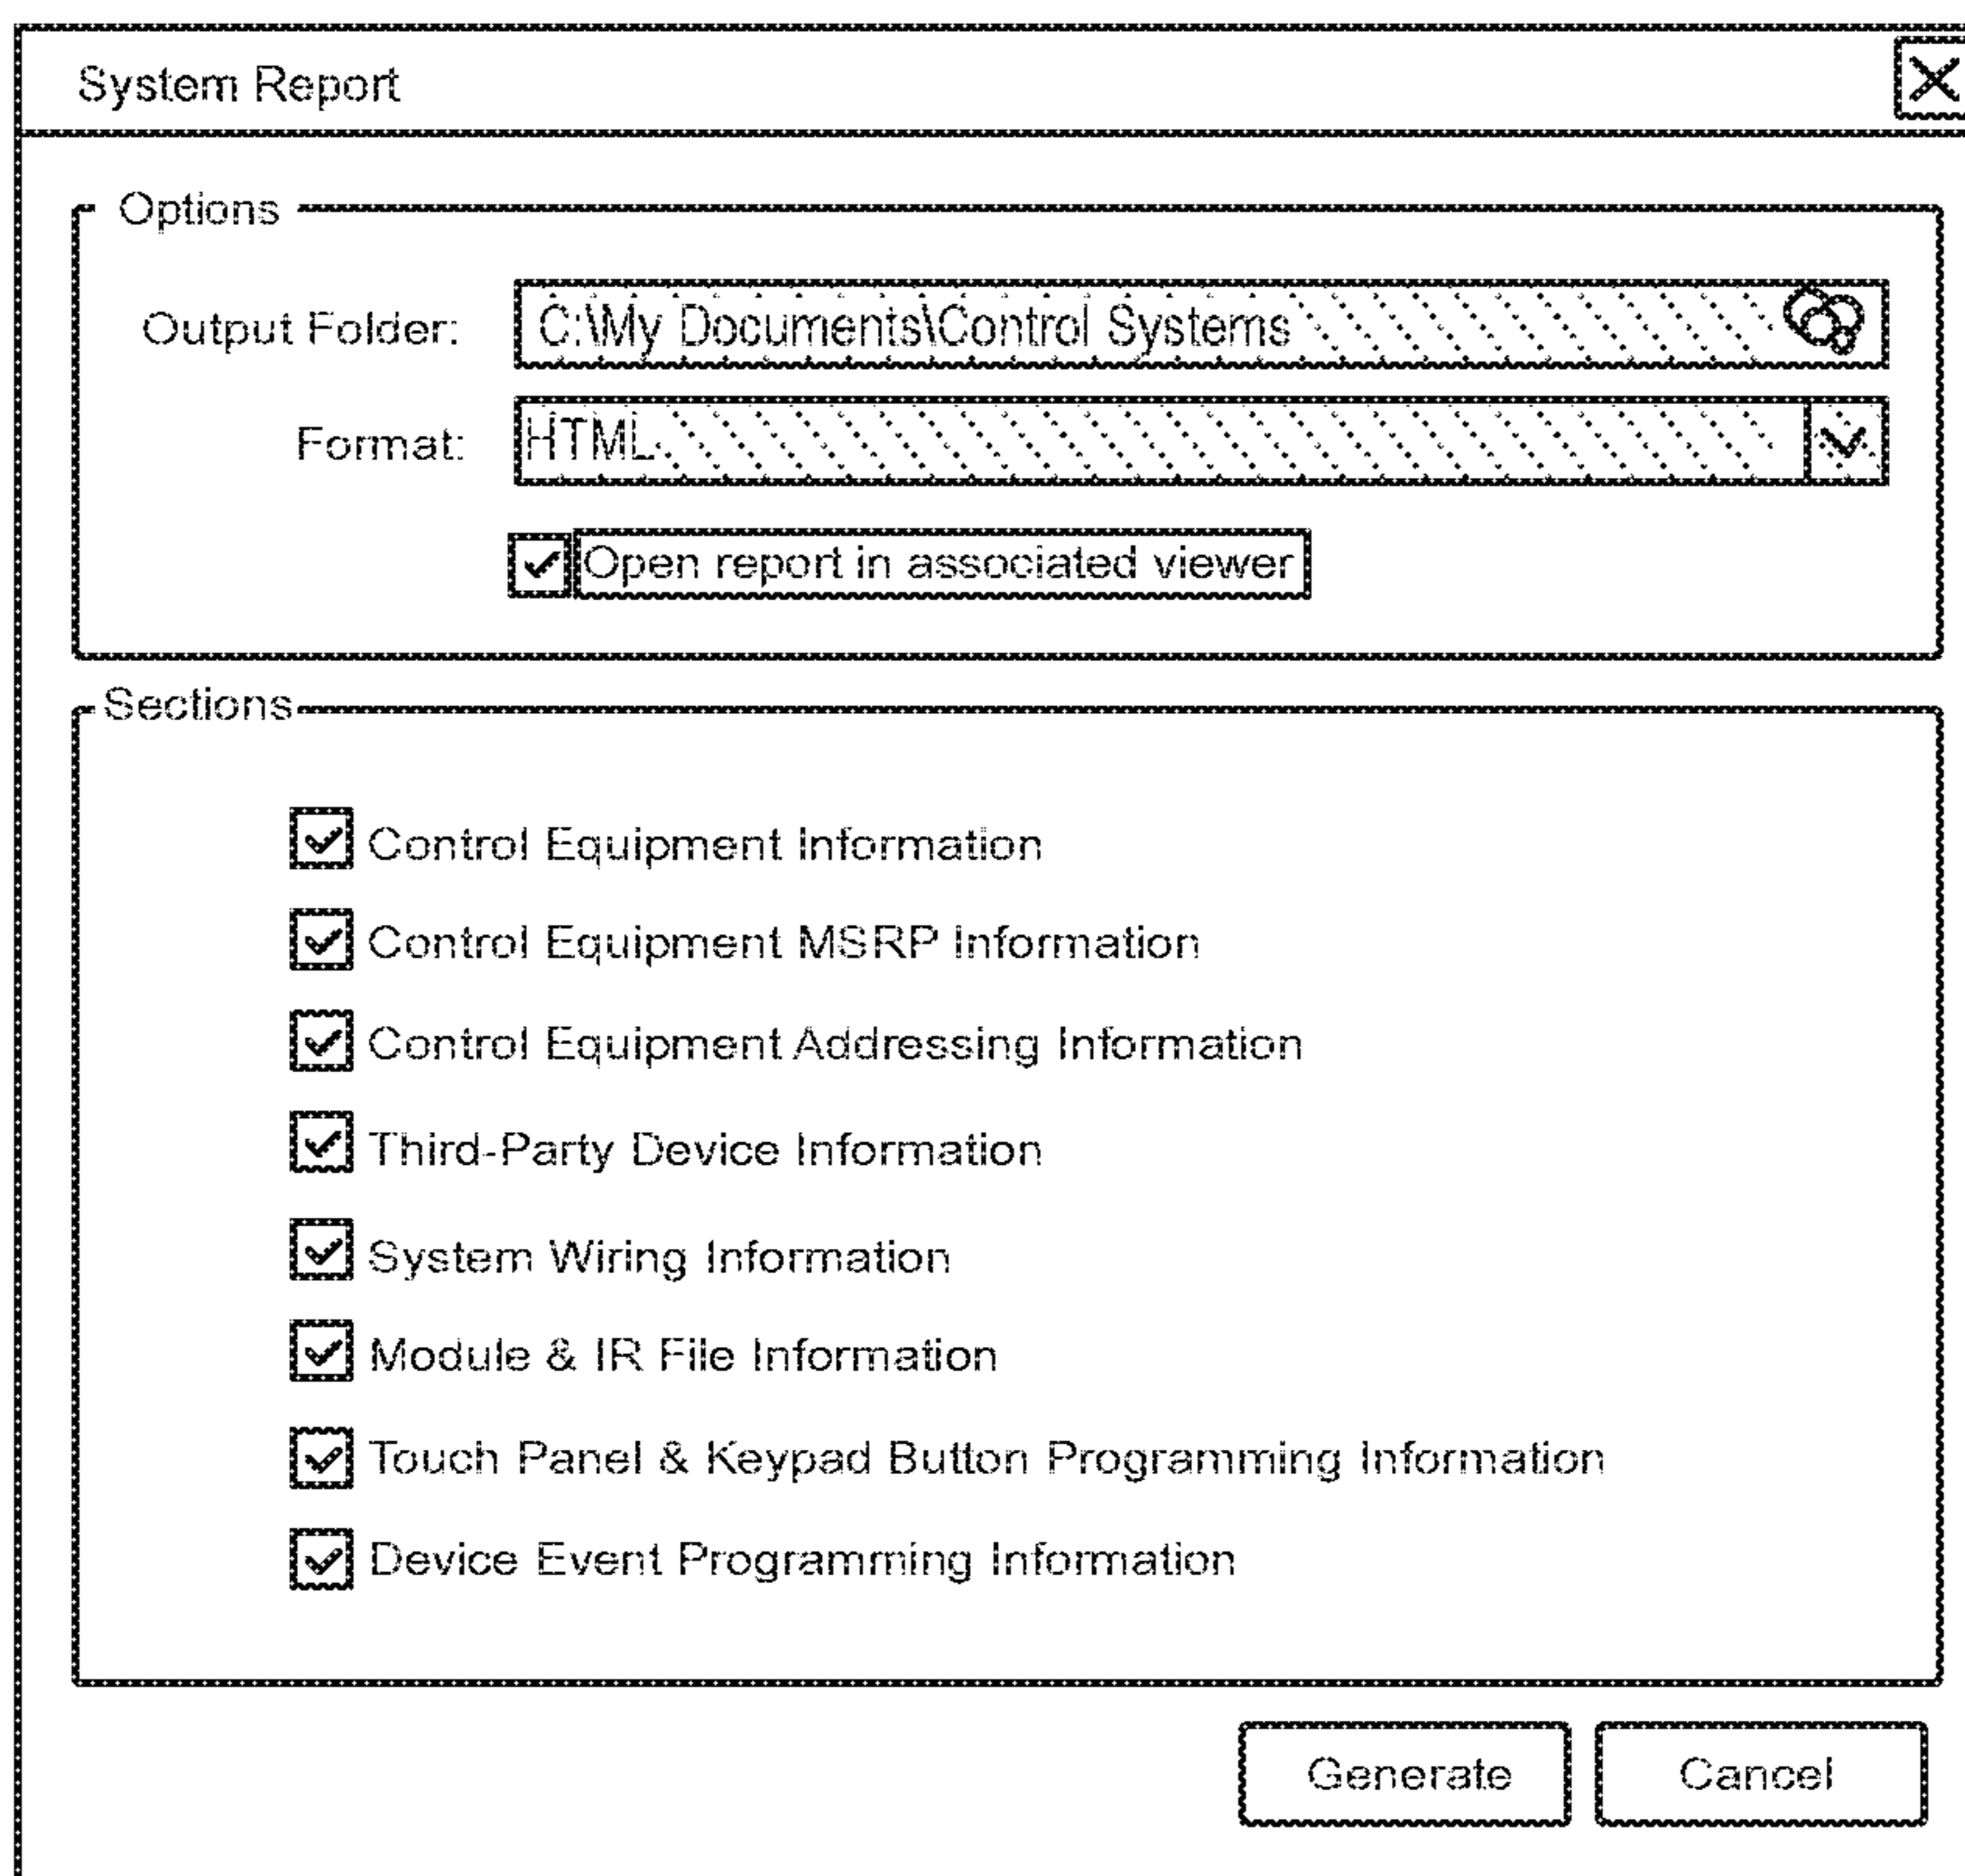 System Report
Options
Output Folder: C:\My Documents\Control Systems
Format: HTML
Open report in associated viewer
Sections
Control Equipment Information
Control Equipment MSRP Information
Control Equipment Addressing Information
Third-Party Device Information
System Wiring Information
Module & IR File Information
Touch Panel & Keypad Button Programming Information
Device Event Programming Information
Generate Cancel